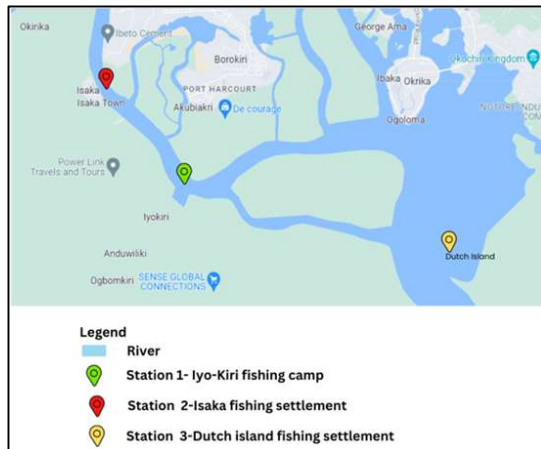 Okirika
Ibeto Cement
George Ama
Borokiri
Ibaka
Okrika
Isaka
Isaka Town
PORT HARCOURT
Akubiakri
De courage
Ogoloma
Power Link
Travels and Tours
Iyokiri
Dutch Island
Anduwiliki
Ogbomkiri
SENSE GLOBAL
CONNECTIONS
Legend
River
Station 1- Iyo-Kiri fishing camp
Station 2-Isaka fishing settlement
Station 3-Dutch island fishing settlement